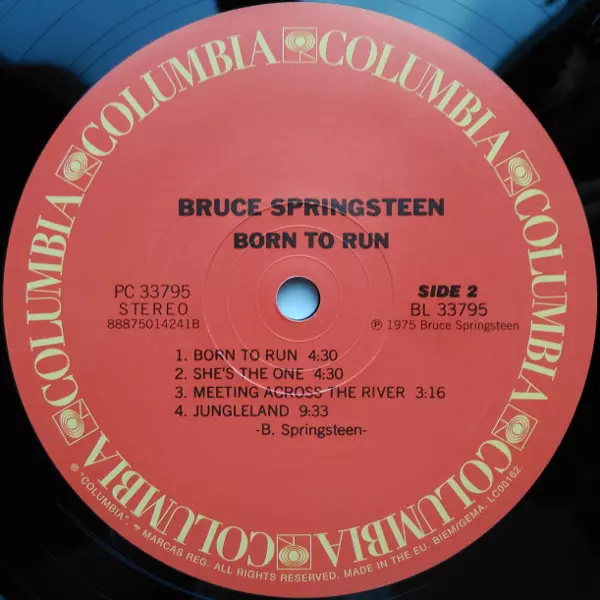 COLUMBIA COLUMBIA COLUMBIA COLUMBIA COLUMBIA COLUMBIA
BRUCE SPRINGSTEEN
BORN TO RUN
PC 33795
STEREO
88875014241B
SIDE 2
BL 33795
℗ 1975 Bruce Springsteen
1. BORN TO RUN 4:30
2. SHE'S THE ONE 4:30
3. MEETING ACROSS THE RIVER 3:16
4. JUNGLELAND 9:33
-B. Springsteen-
® "COLUMBIA", MARCAS REG. ALL RIGHTS RESERVED. MADE IN THE EU. BIEM/GEMA. LC00162.